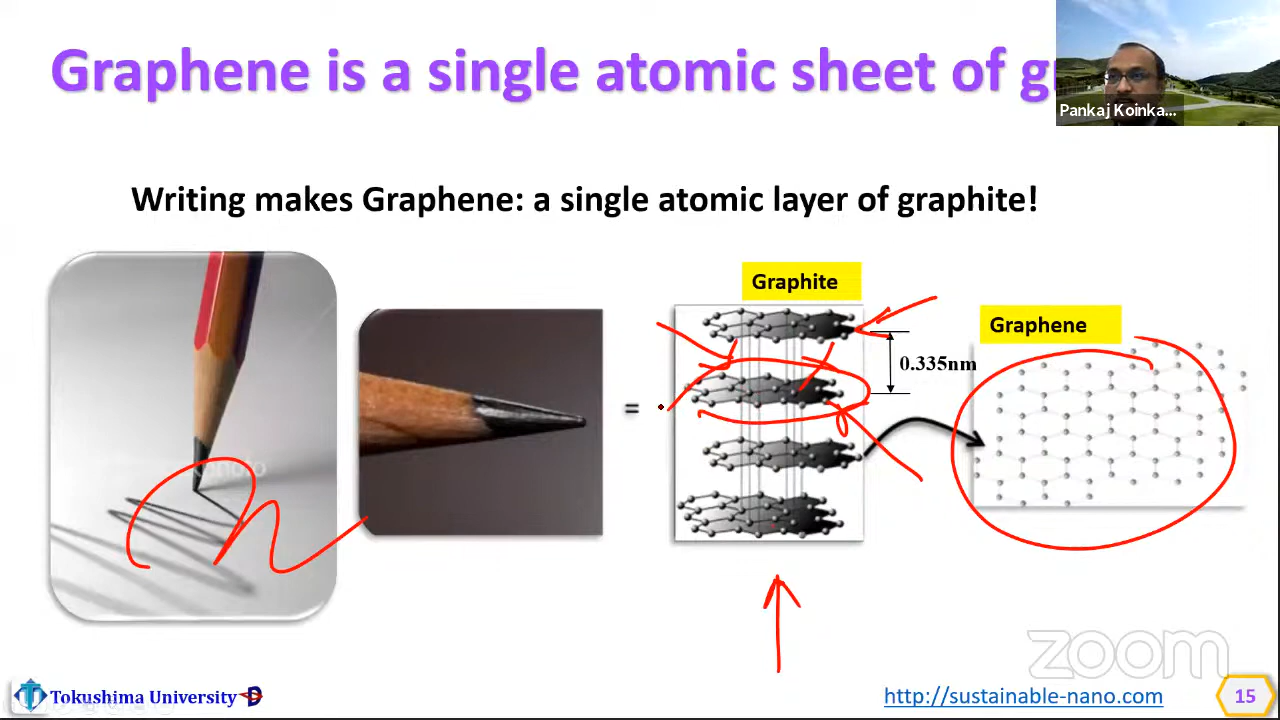 Graphene is a single atomic sheet of
Pankaj Koinka...
Writing makes Graphene: a single atomic layer of graphite!
Graphite
Graphene
0.335nm
=
zoom
Tokushima University
http://sustainable-nano.com
15